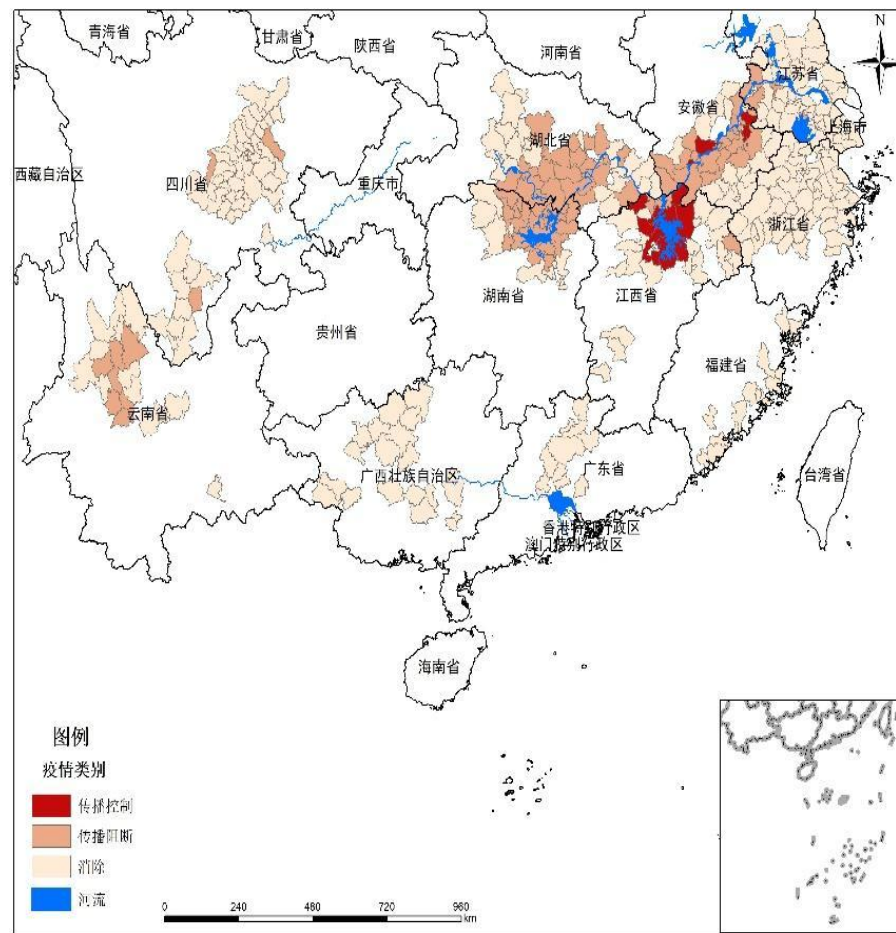 青海省
甘肃省
陕西省
河南省
N
江苏省
安徽省
上海市
湖北省
西藏自治区
四川省
重庆市
浙江省
湖南省
江西省
贵州省
福建省
云南省
广西壮族自治区
广东省
台湾省
香港特别行政区
澳门特别行政区
海南省
图例
疫情类别
传播控制
传播阻断
消除
河流
0 240 480 720 960
km